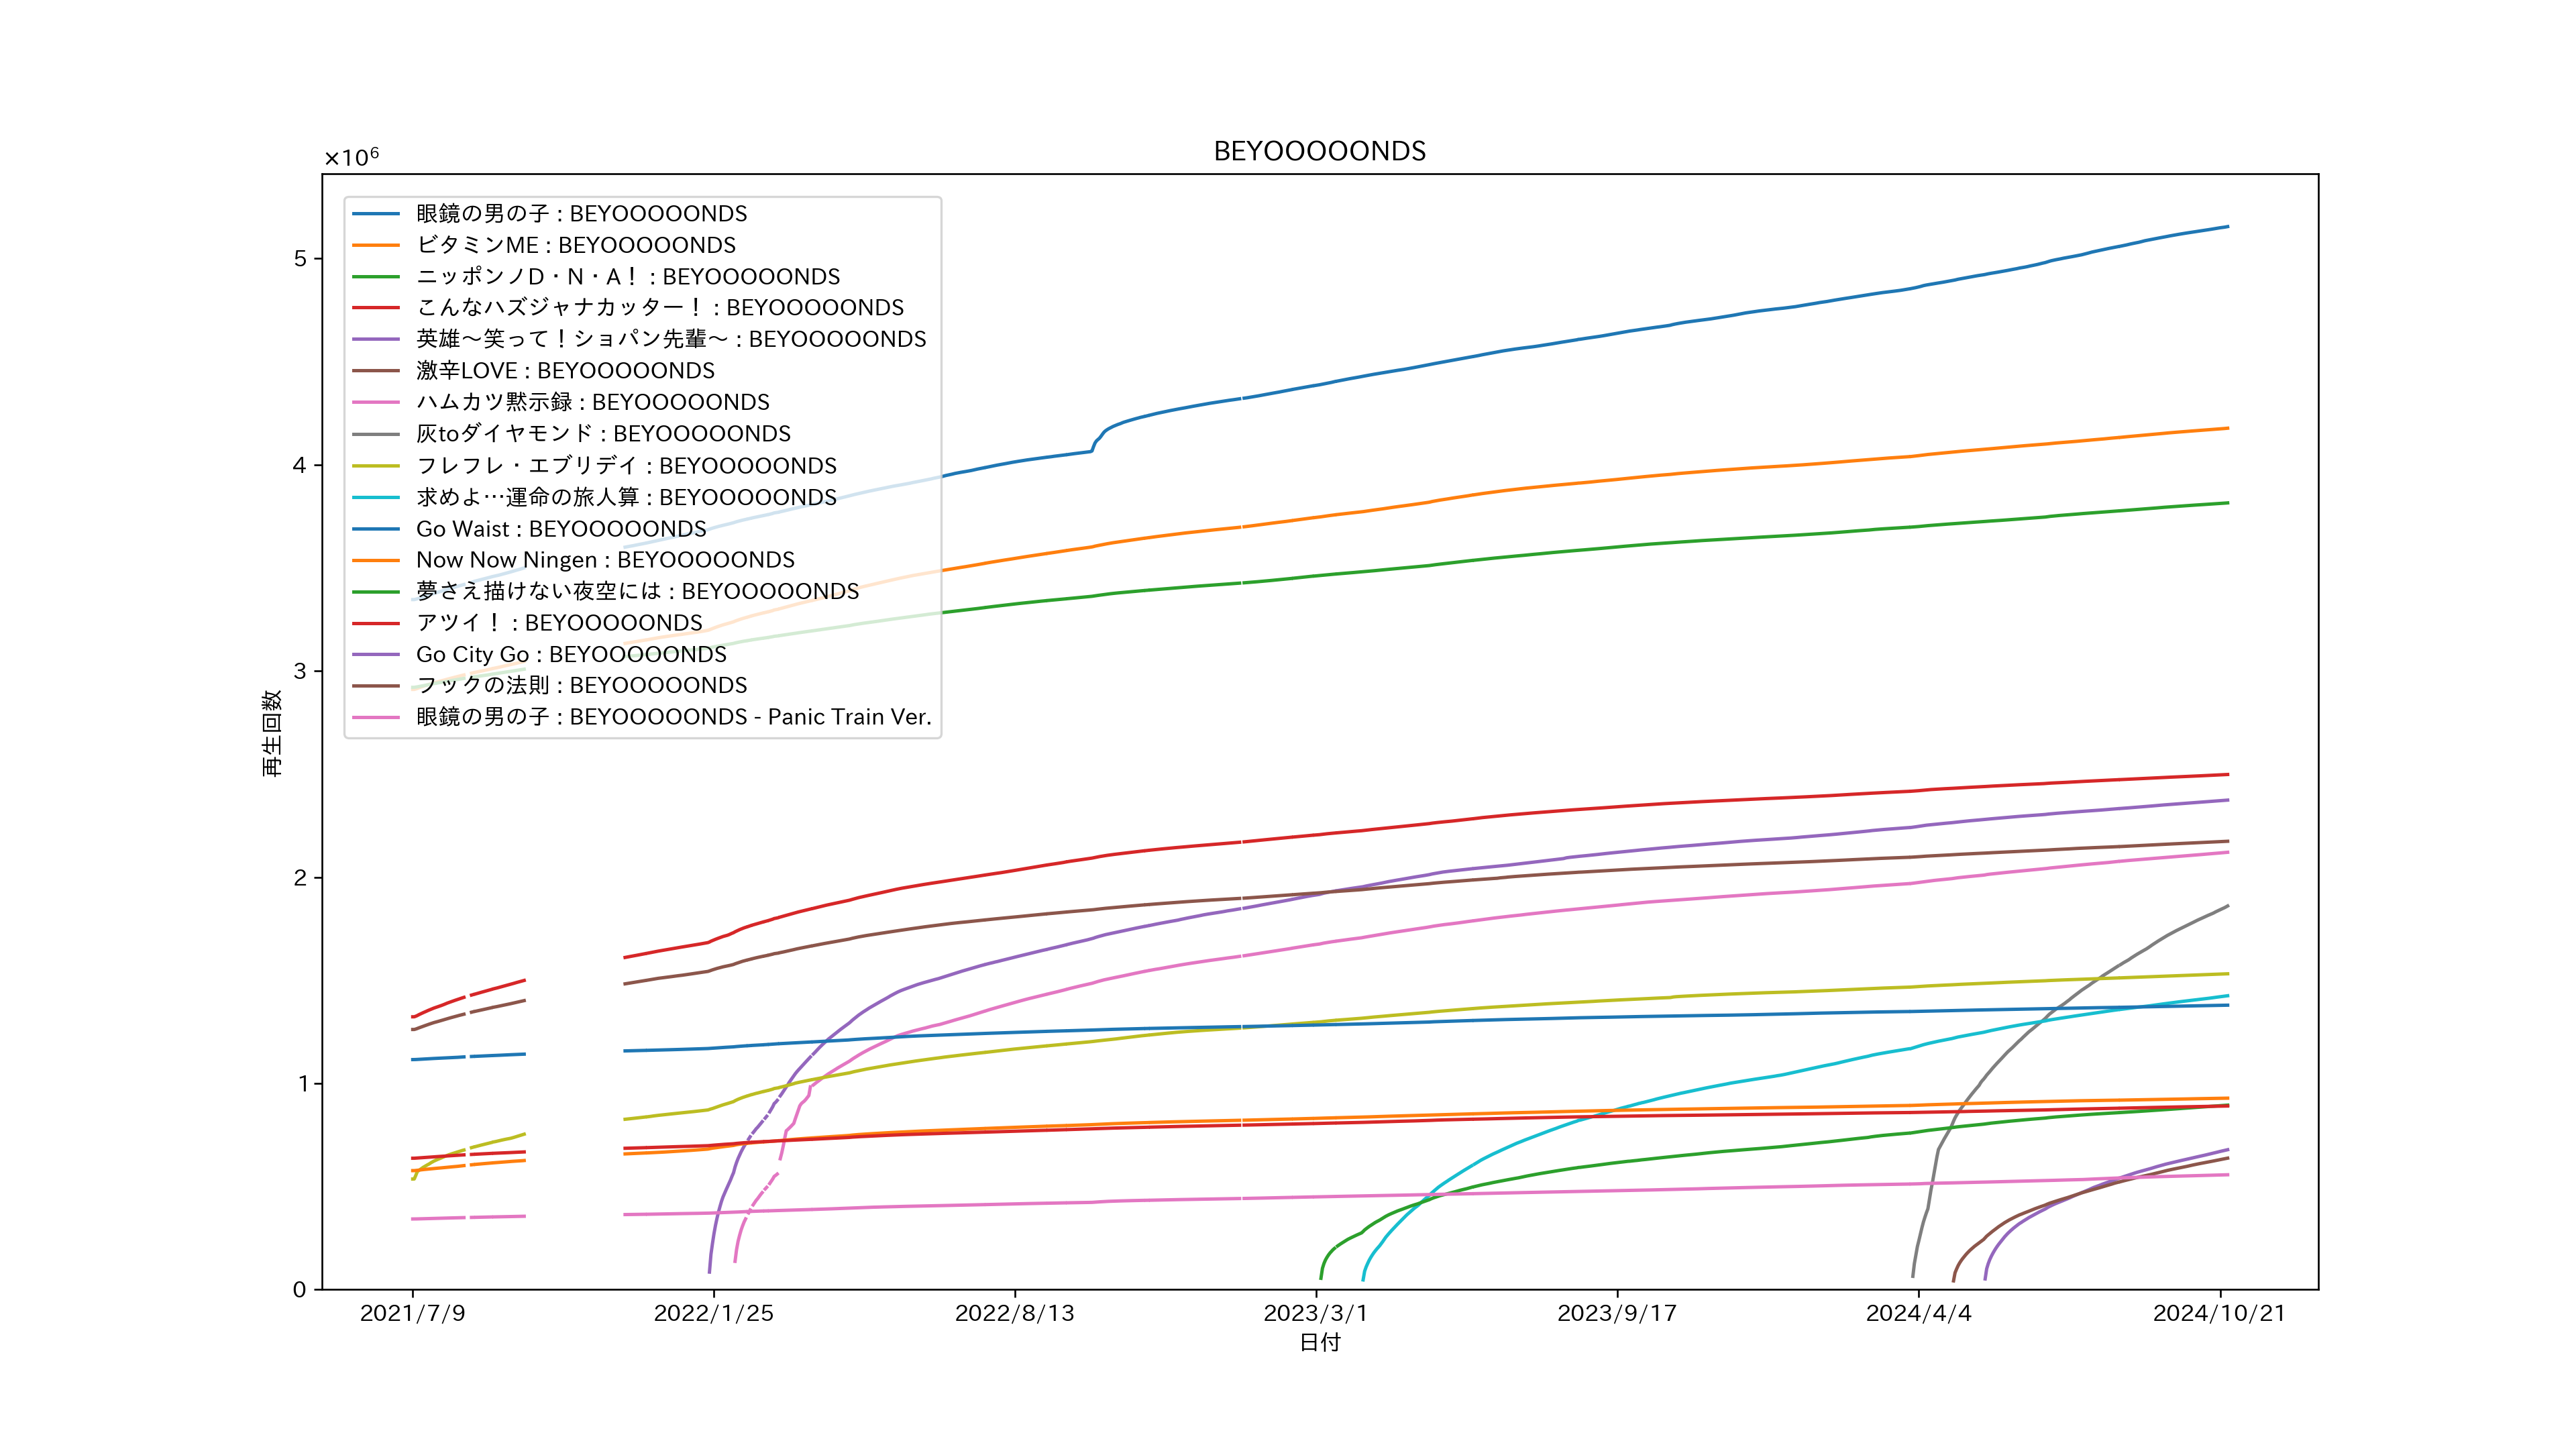 BEYOOOOONDS
×10⁶
眼鏡の男の子 : BEYOOOOONDS
ビタミンME : BEYOOOOONDS
ニッポンノD・N・A！ : BEYOOOOONDS
こんなハズジャナカッター！ : BEYOOOOONDS
英雄〜笑って！ショパン先輩〜 : BEYOOOOONDS
激辛LOVE : BEYOOOOONDS
ハムカツ黙示録 : BEYOOOOONDS
灰toダイヤモンド : BEYOOOOONDS
フレフレ・エブリデイ : BEYOOOOONDS
求めよ…運命の旅人算 : BEYOOOOONDS
Go Waist : BEYOOOOONDS
Now Now Ningen : BEYOOOOONDS
夢さえ描けない夜空には : BEYOOOOONDS
アツイ！ : BEYOOOOONDS
Go City Go : BEYOOOOONDS
フックの法則 : BEYOOOOONDS
眼鏡の男の子 : BEYOOOOONDS - Panic Train Ver.
5
4
3
2
1
0
再生回数
2021/7/9 2022/1/25 2022/8/13 2023/3/1 2023/9/17 2024/4/4 2024/10/21
日付